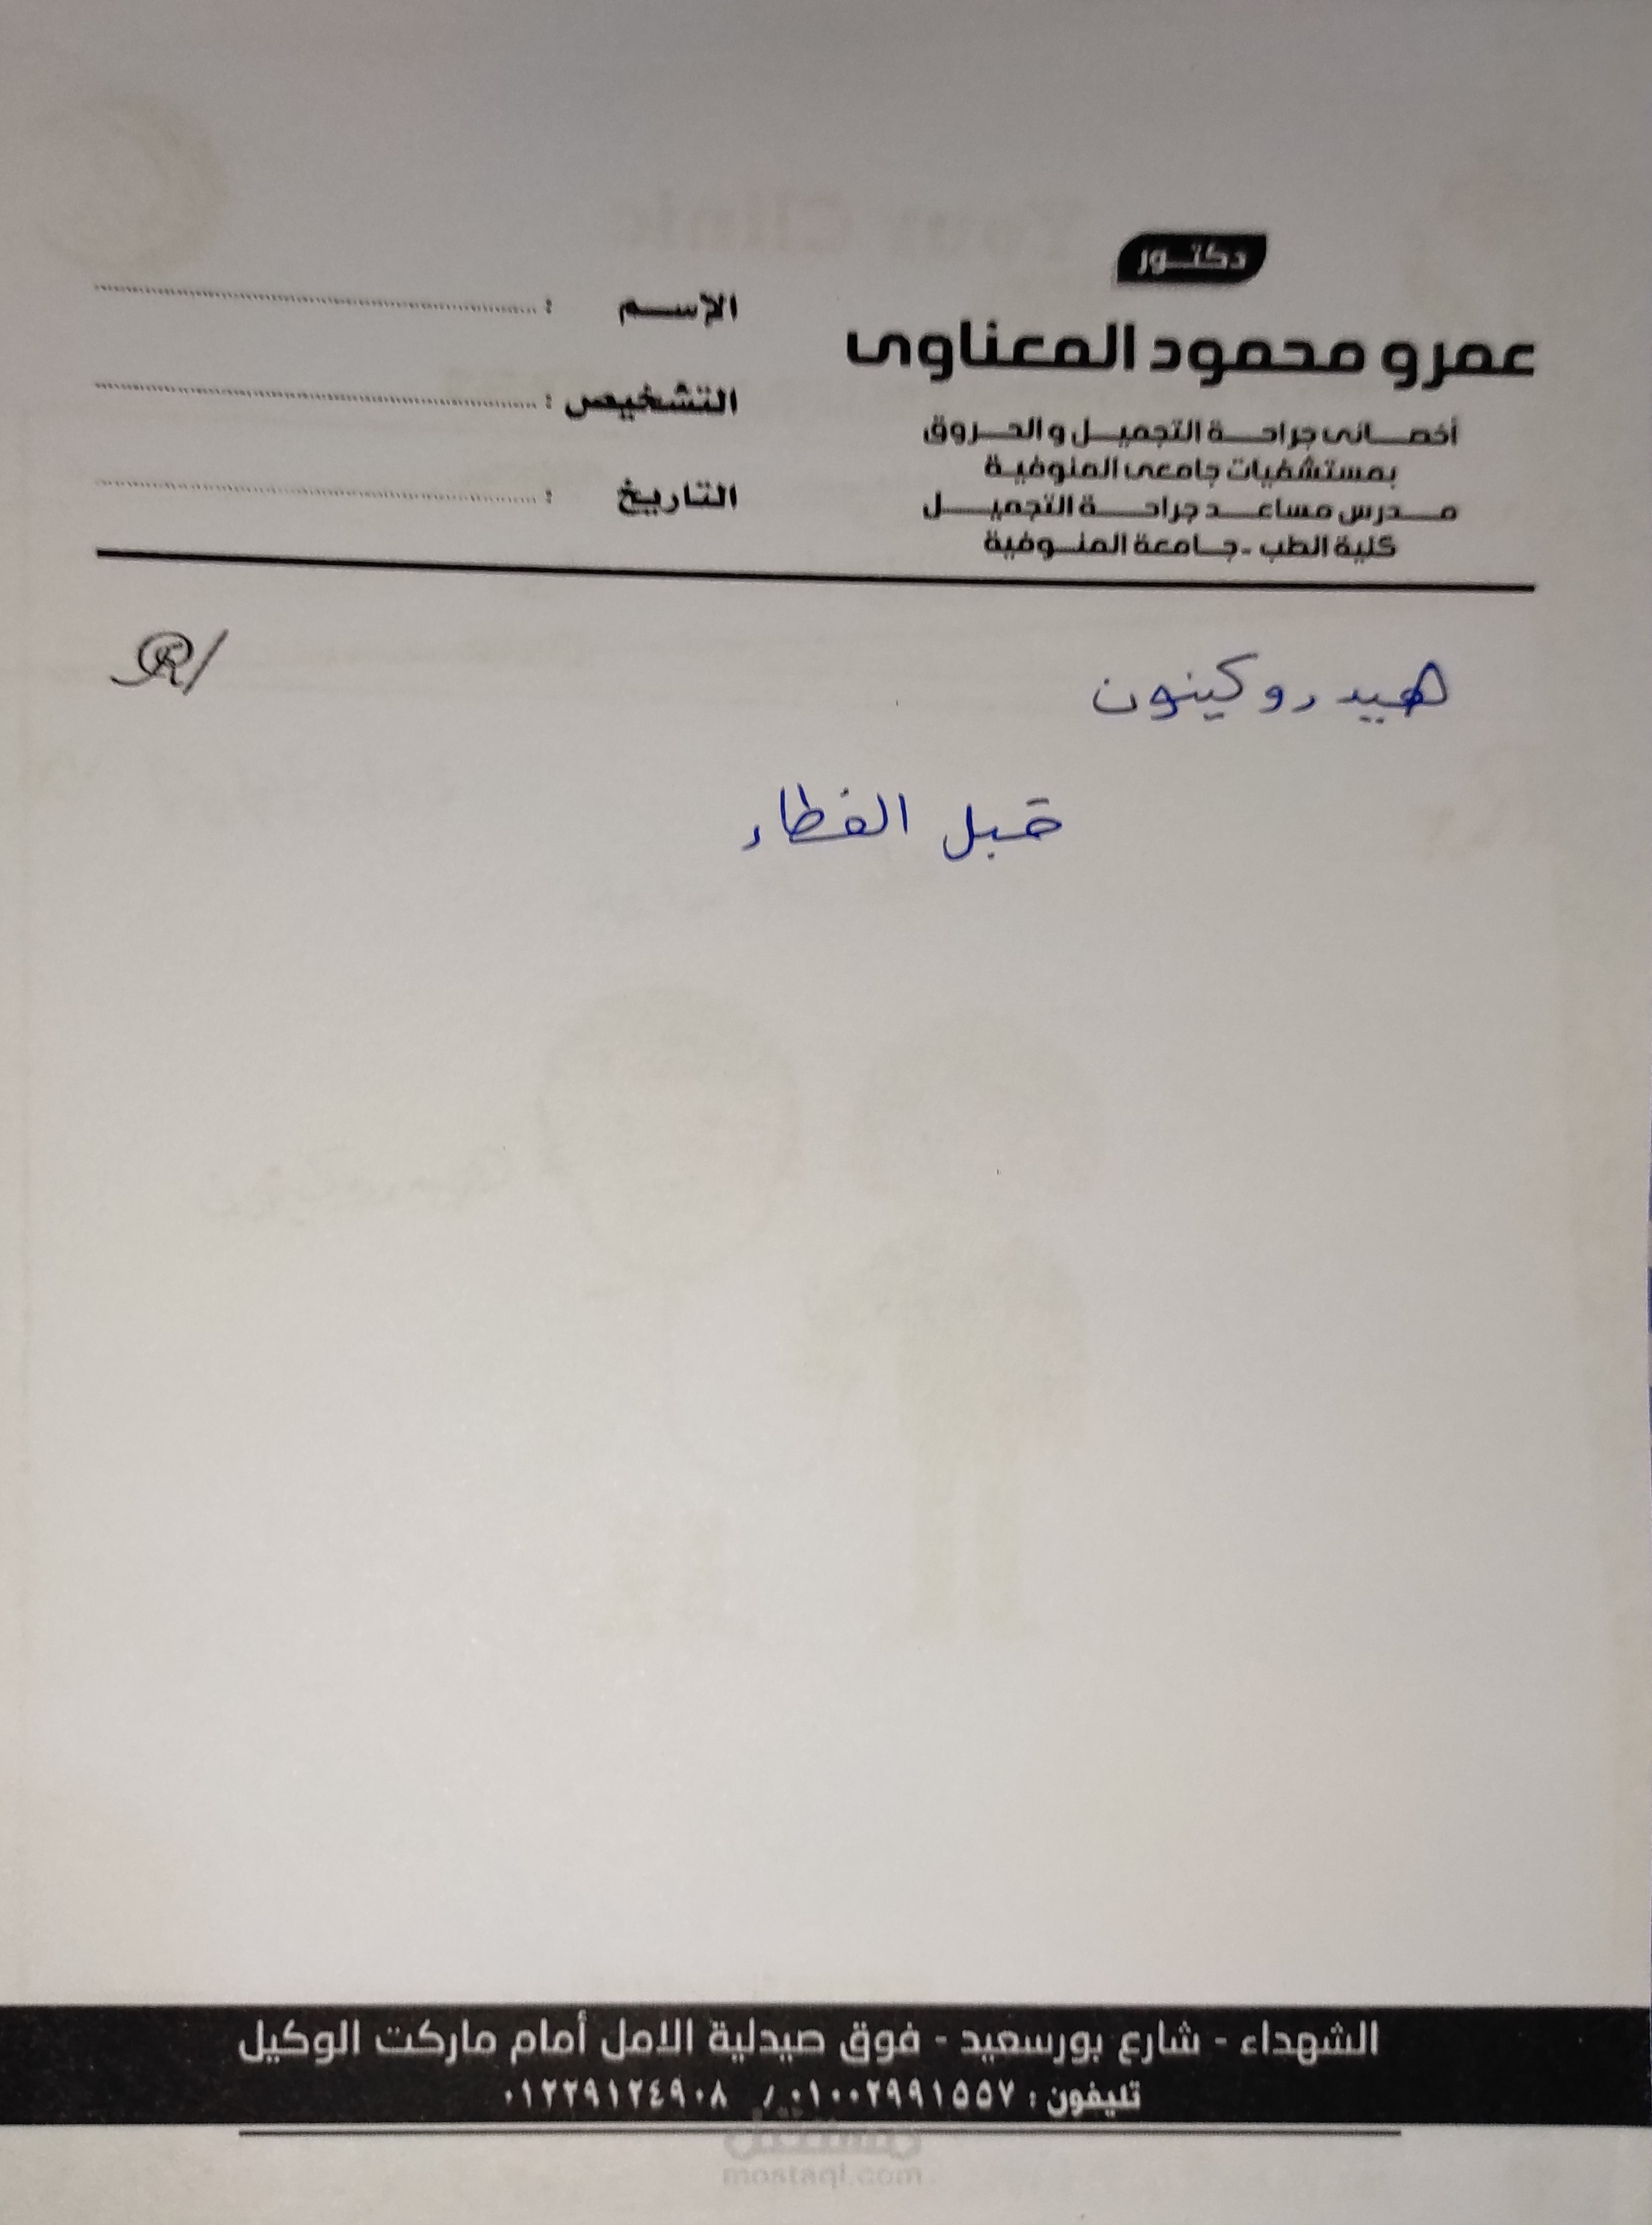 دكتور
عمرو محمود المعناوى
أخصائى جراحة التجميل والحروق
بمستشفيات جامعى المنوفية
مدرس مساعد جراحة التجميل
كلية الطب - جامعة المنوفية
الإسم :
التشخيص :
التاريخ :
R/
هيدروكينون
قبل الغطاء
الشهداء - شارع بورسعيد - فوق صيدلية الامل أمام ماركت الوكيل
تليفون : ٠١٠٠٢٩٩١٥٥٧ / ٠١٢٢٩١٢٤٩٠٨
مستقل
mostaql.com